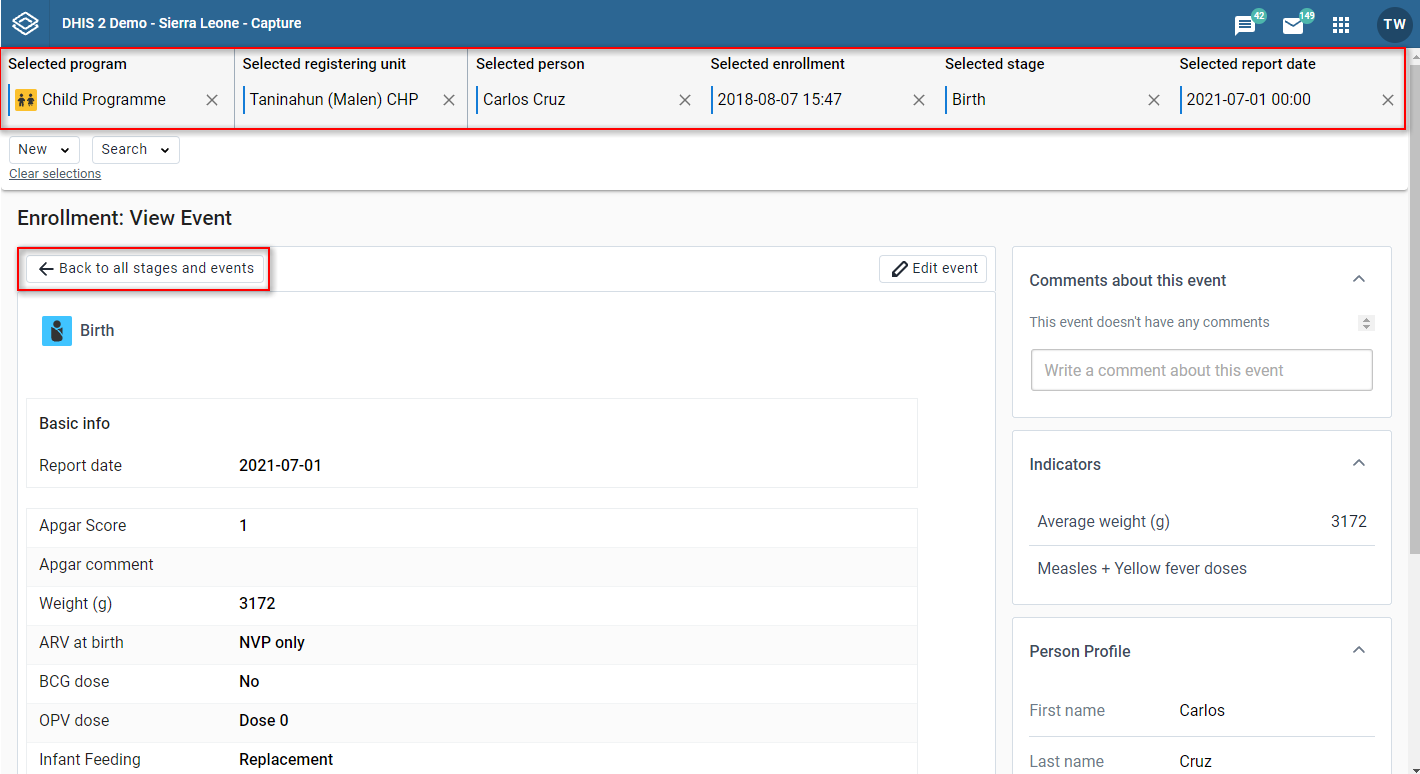 DHIS 2 Demo - Sierra Leone - Capture
42
149
TW
Selected program
Selected registering unit
Selected person
Selected enrollment
Selected stage
Selected report date
Child Programme
Taninahun (Malen) CHP
Carlos Cruz
2018-08-07 15:47
Birth
2021-07-01 00:00
New
Search
Clear selections
Enrollment: View Event
Back to all stages and events
Edit event
Birth
Basic info
Report date 2021-07-01
Apgar Score 1
Apgar comment
Weight (g) 3172
ARV at birth NVP only
BCG dose No
OPV dose Dose 0
Infant Feeding Replacement
Comments about this event
This event doesn't have any comments
Write a comment about this event
Indicators
Average weight (g) 3172
Measles + Yellow fever doses
Person Profile
First name Carlos
Last name Cruz